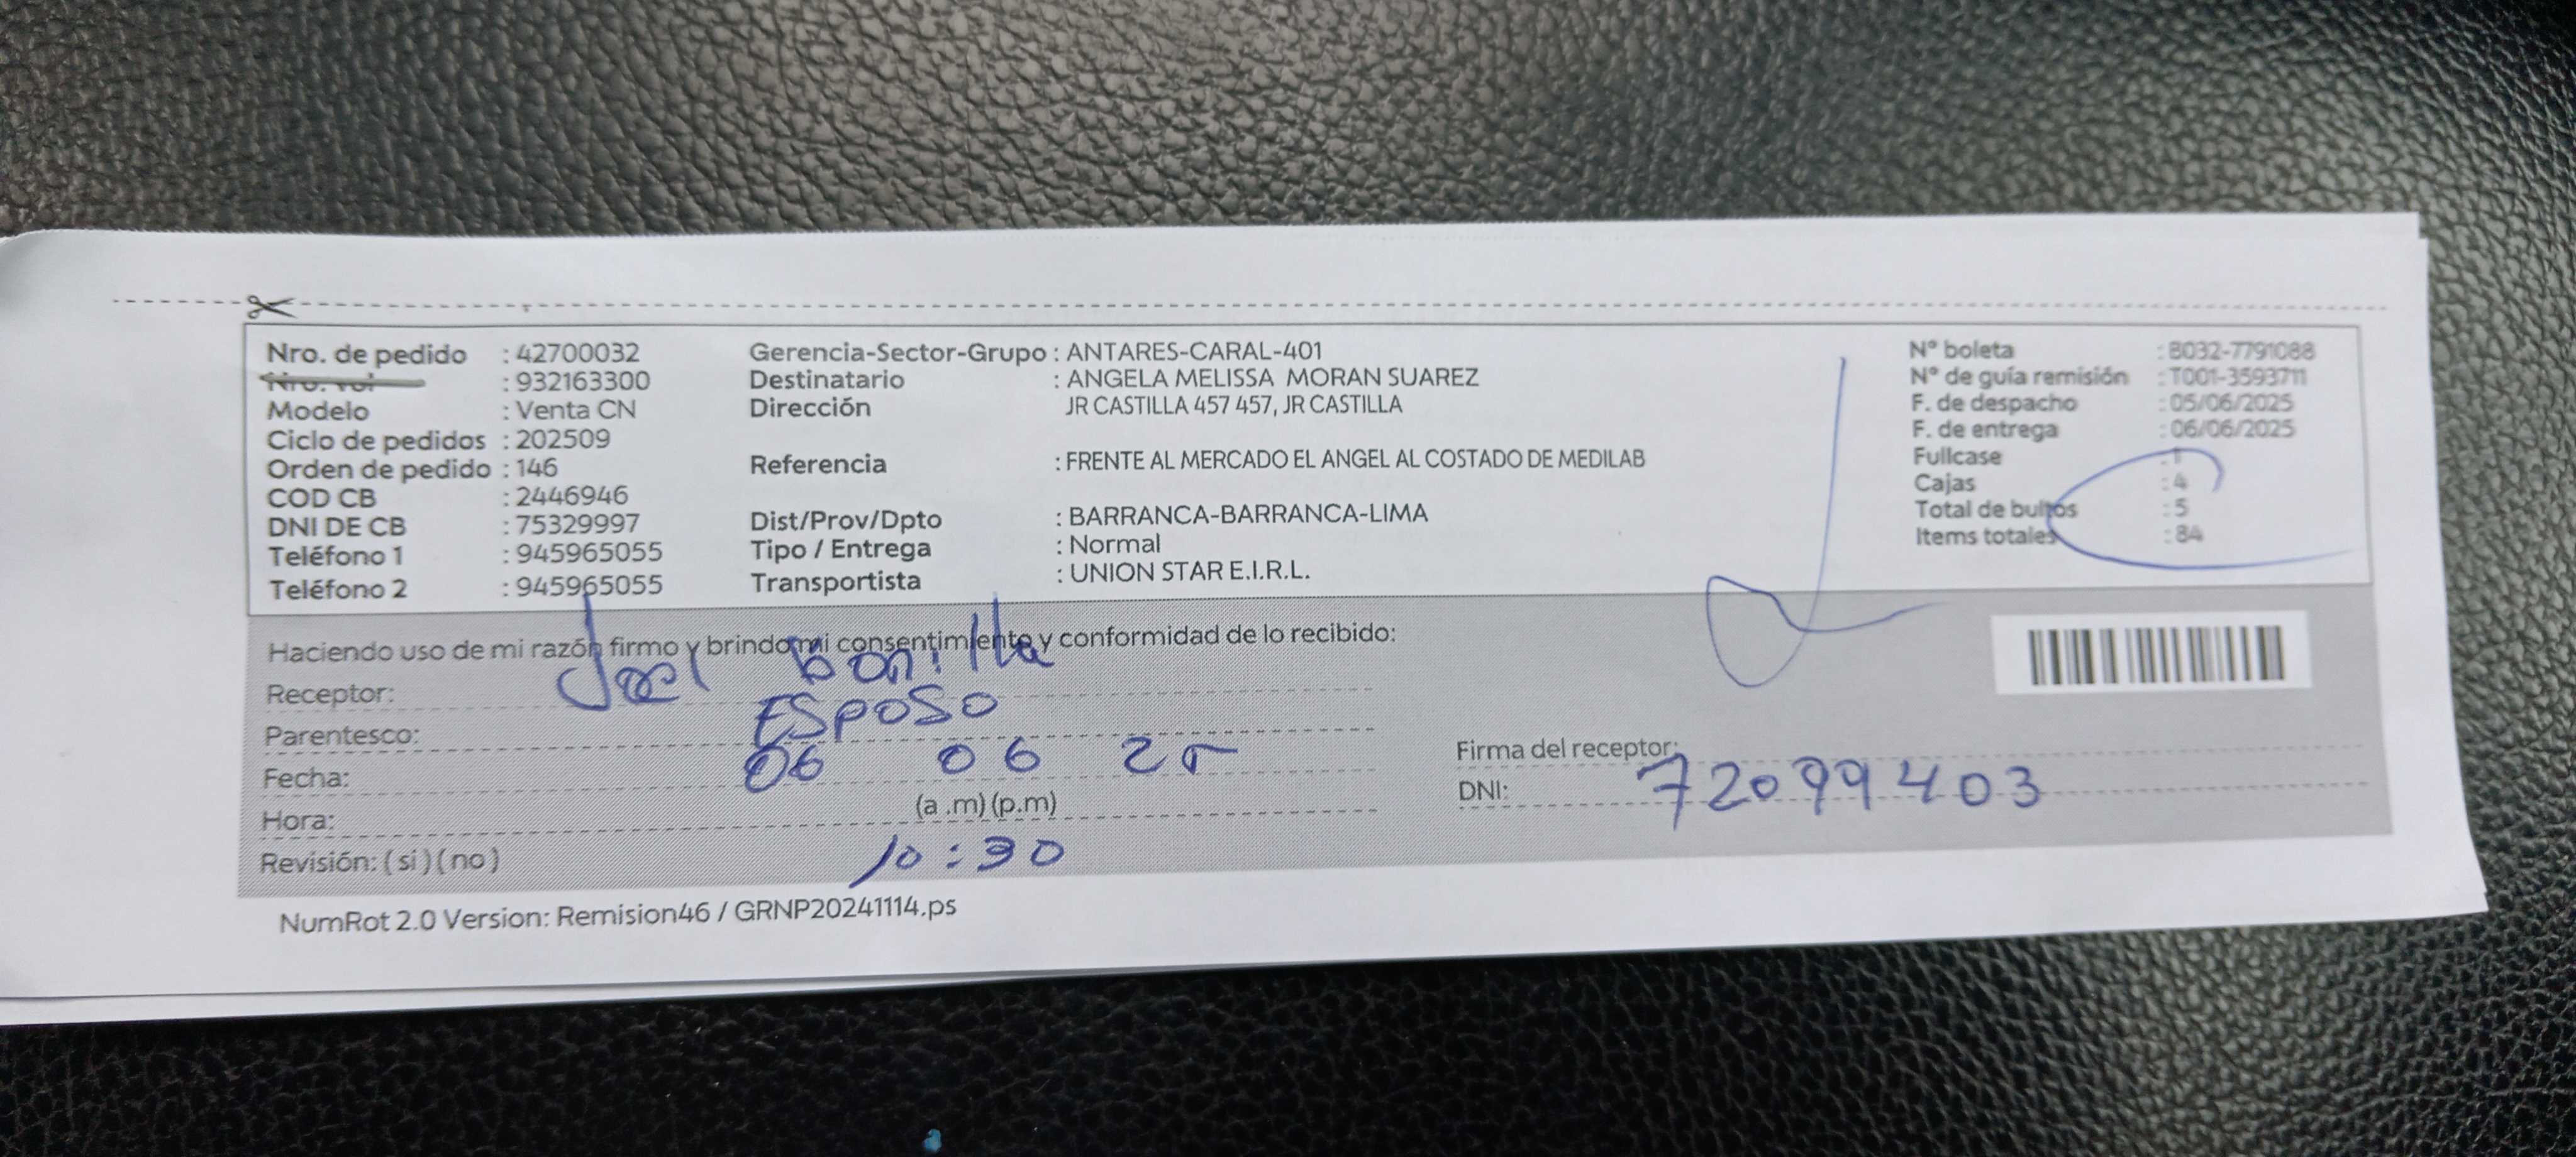 Nro. de pedido : 42700032
Nro. vol : 932163300
Modelo : Venta CN
Ciclo de pedidos : 202509
Orden de pedido : 146
COD CB : 2446946
DNI DE CB : 75329997
Teléfono 1 : 945965055
Teléfono 2 : 945965055
Gerencia-Sector-Grupo : ANTARES-CARAL-401
Destinatario : ANGELA MELISSA MORAN SUAREZ
Dirección JR CASTILLA 457 457, JR CASTILLA
Referencia : FRENTE AL MERCADO EL ANGEL AL COSTADO DE MEDILAB
Dist/Prov/Dpto : BARRANCA-BARRANCA-LIMA
Tipo / Entrega : Normal
Transportista : UNION STAR E.I.R.L.
N° boleta : B032-7791088
N° de guía remisión : T001-3593711
F. de despacho : 05/06/2025
F. de entrega : 06/06/2025
Fullcase : 1
Cajas : 4
Total de bultos : 5
Items totales : 84
Haciendo uso de mi razón firmo y brindo mi consentimiento y conformidad de lo recibido:
Receptor: Joel Bonilla
Parentesco: ESPOSO
Fecha: 06 06 25
Hora: (a .m) (p.m)
10:30
Revisión: ( si ) ( no )
Firma del receptor:
DNI: 72099403
NumRot 2.0 Version: Remision46 / GRNP20241114.ps